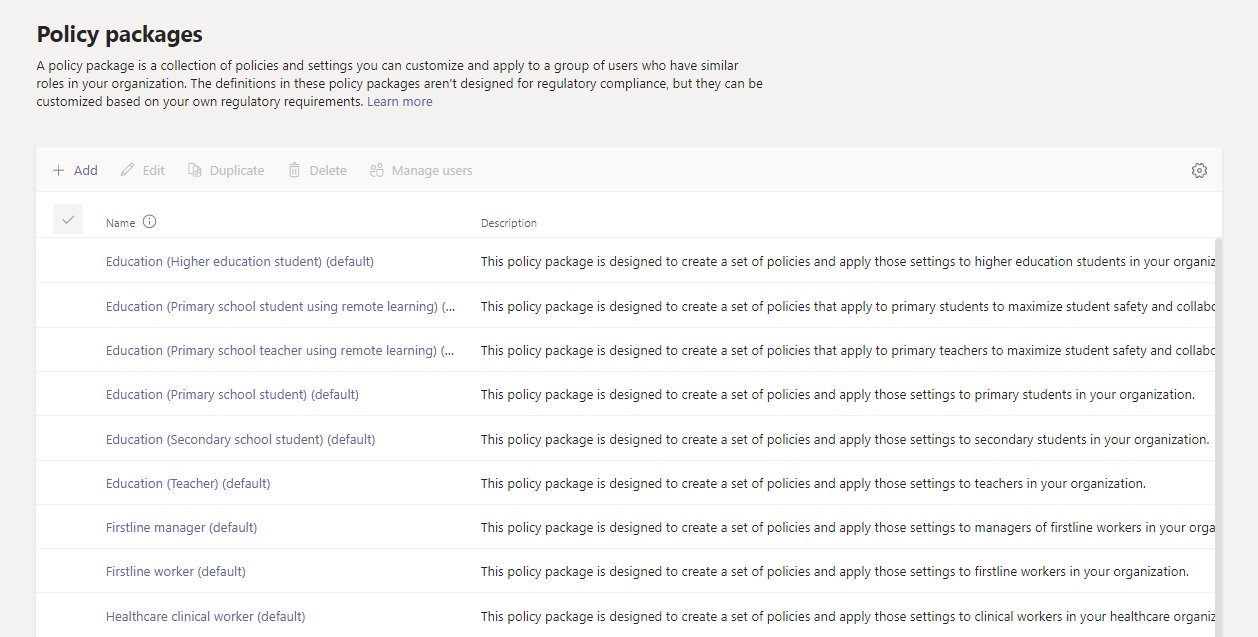 Policy packages
A policy package is a collection of policies and settings you can customize and apply to a group of users who have similar
roles in your organization. The definitions in these policy packages aren't designed for regulatory compliance, but they can be
customized based on your own regulatory requirements. Learn more
Add Edit Duplicate Delete Manage users
Name Description
Education (Higher education student) (default) This policy package is designed to create a set of policies and apply those settings to higher education students in your organiz
Education (Primary school student using remote learning) (... This policy package is designed to create a set of policies that apply to primary students to maximize student safety and collabo
Education (Primary school teacher using remote learning) (... This policy package is designed to create a set of policies that apply to primary teachers to maximize student safety and collabo
Education (Primary school student) (default) This policy package is designed to create a set of policies and apply those settings to primary students in your organization.
Education (Secondary school student) (default) This policy package is designed to create a set of policies and apply those settings to secondary students in your organization.
Education (Teacher) (default) This policy package is designed to create a set of policies and apply those settings to teachers in your organization.
Firstline manager (default) This policy package is designed to create a set of policies and apply those settings to managers of firstline workers in your orga
Firstline worker (default) This policy package is designed to create a set of policies and apply those settings to firstline workers in your organization.
Healthcare clinical worker (default) This policy package is designed to create a set of policies and apply those settings to clinical workers in your healthcare organiz